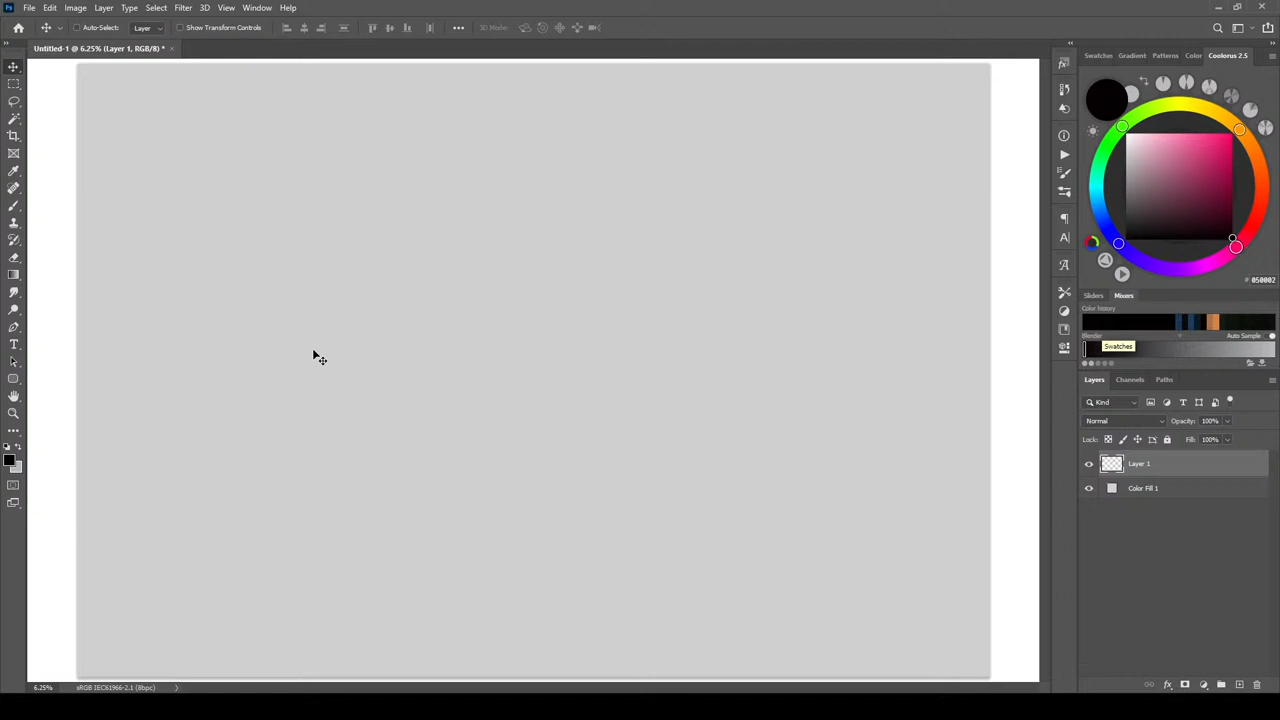 Ps File Edit Image Layer Type Select Filter 3D View Window Help
Auto-Select: Layer Show Transform Controls 3D Mode:
Untitled-1 @ 6.25% (Layer 1, RGB/8) *
Swatches Gradient Patterns Color Coolorus 2.5
# 050002
Sliders Mixers
Color history
Blender Auto Sample
Swatches
Layers Channels Paths
Kind
Normal Opacity: 100%
Lock: Fill: 100%
Layer 1
Color Fill 1
6.25% sRGB IEC61966-2.1 (8bpc)